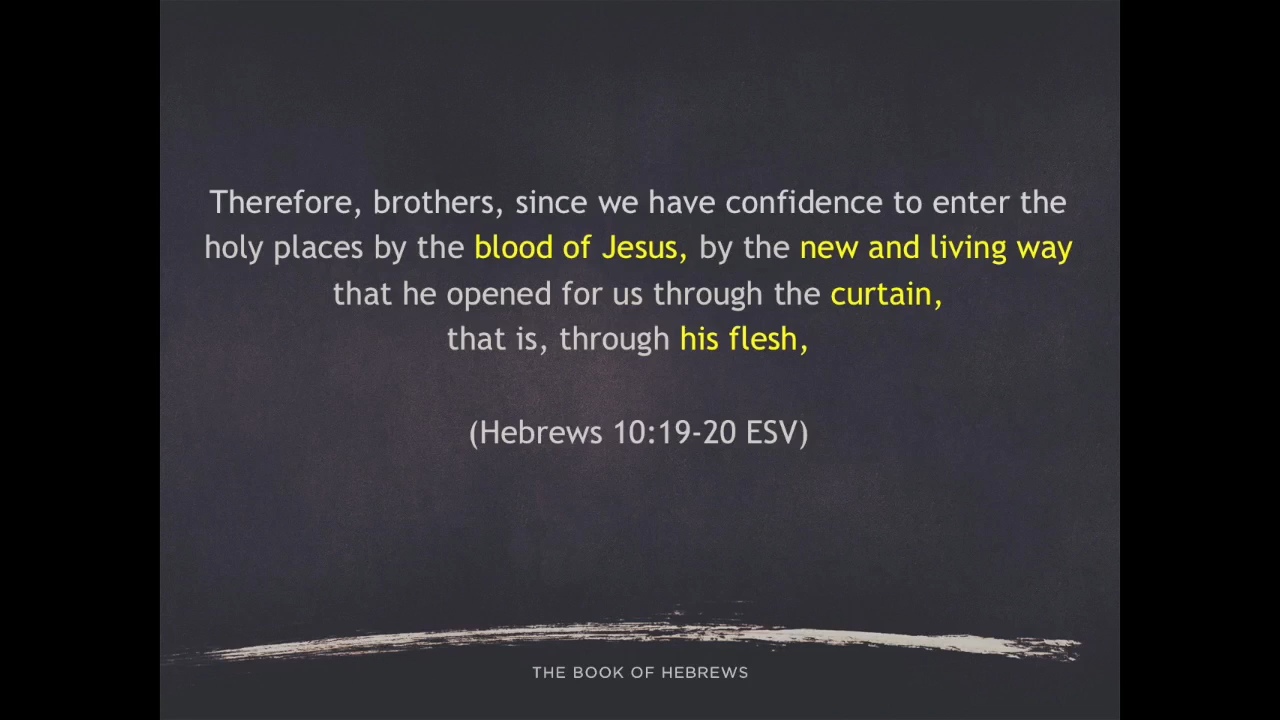 Therefore, brothers, since we have confidence to enter the
holy places by the blood of Jesus, by the new and living way
that he opened for us through the curtain,
that is, through his flesh,
(Hebrews 10:19-20 ESV)
THE BOOK OF HEBREWS